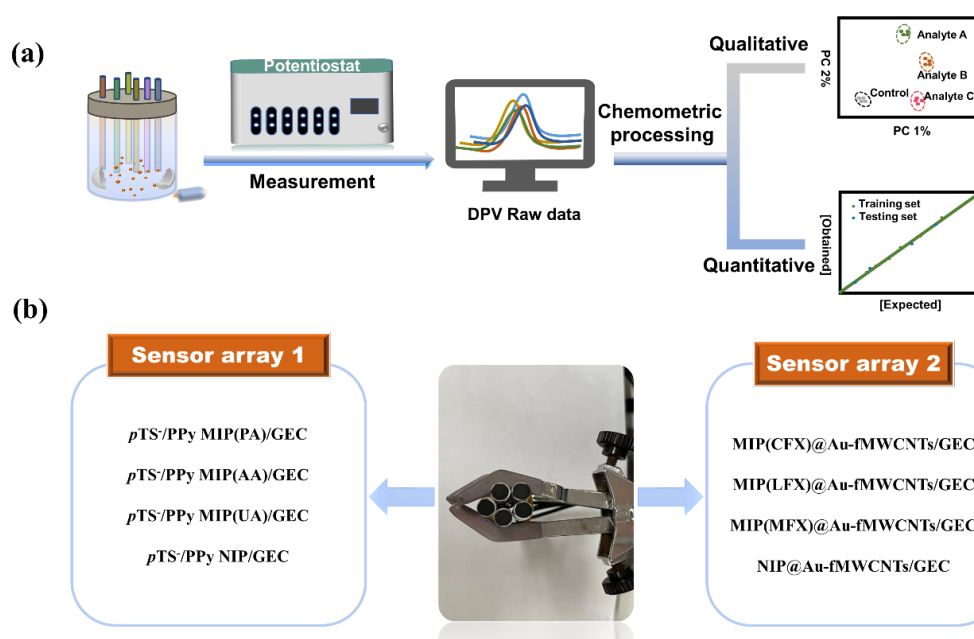 (a)
Potentiostat
Measurement
DPV Raw data
Chemometric
processing
Qualitative
Quantitative
PC 2%
Analyte A
Analyte B
Control
Analyte C
PC 1%
[Obtained]
Training set
Testing set
[Expected]
(b)
Sensor array 1
pTS-/PPy MIP(PA)/GEC
pTS-/PPy MIP(AA)/GEC
pTS-/PPy MIP(UA)/GEC
pTS-/PPy NIP/GEC
Sensor array 2
MIP(CFX)@Au-fMWCNTs/GEC
MIP(LFX)@Au-fMWCNTs/GEC
MIP(MFX)@Au-fMWCNTs/GEC
NIP@Au-fMWCNTs/GEC